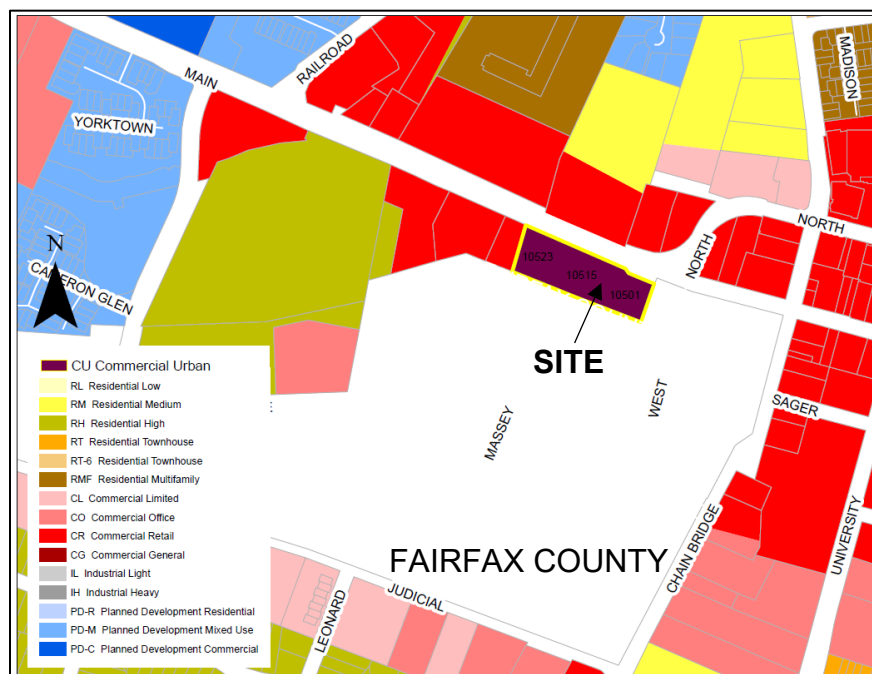 MAIN
RAILROAD
MADISON
YORKTOWN
NORTH
N
NORTH
CAMERON GLEN
10523
10515
10501
SITE
CU Commercial Urban
RL Residential Low
RM Residential Medium
RH Residential High
RT Residential Townhouse
RT-6 Residential Townhouse
RMF Residential Multifamily
CL Commercial Limited
CO Commercial Office
CR Commercial Retail
CG Commercial General
IL Industrial Light
IH Industrial Heavy
PD-R Planned Development Residential
PD-M Planned Development Mixed Use
PD-C Planned Development Commercial
MASSEY
WEST
SAGER
CHAIN BRIDGE
UNIVERSITY
FAIRFAX COUNTY
JUDICIAL
LEONARD